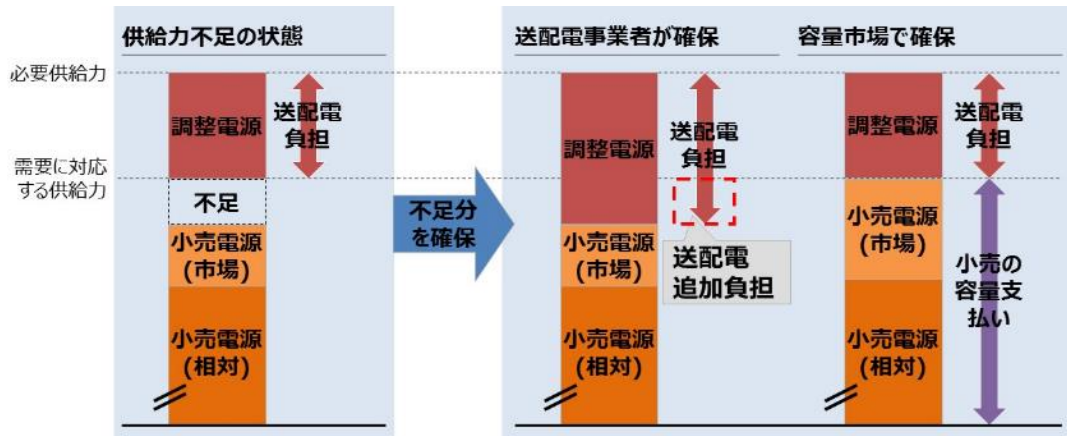 供給力不足の状態
必要供給力
調整電源
送配電
負担
需要に対応
する供給力
不足
小売電源
(市場)
小売電源
(相対)
不足分
を確保
送配電事業者が確保
調整電源
送配電
負担
小売電源
(市場)
送配電
追加負担
小売電源
(相対)
容量市場で確保
調整電源
送配電
負担
小売電源
(市場)
小売の
容量支
払い
小売電源
(相対)